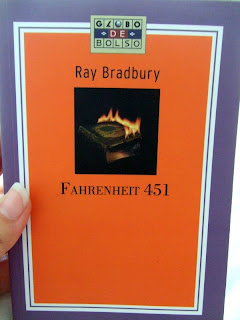 GLOBO
DE
BOLSO
Ray Bradbury
FAHRENHEIT 451